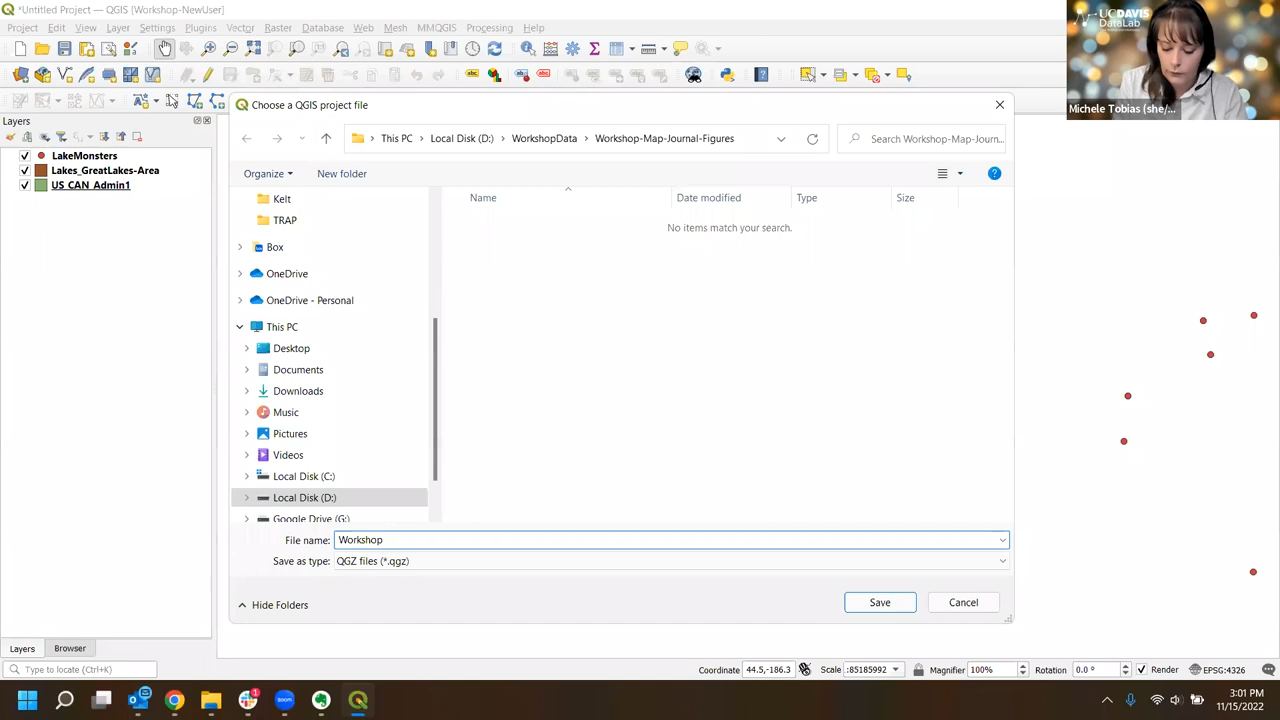 *Untitled Project — QGIS [Workshop-NewUser]
Project Edit View Layer Settings Plugins Vector Raster Database Web Mesh MMQGIS Processing Help
UCDAVIS
DataLab
Michele Tobias (she/...
Layers
LakeMonsters
Lakes_GreatLakes-Area
US_CAN_Admin1
Choose a QGIS project file
This PC > Local Disk (D:) > WorkshopData > Workshop-Map-Journal-Figures
Search Workshop-Map-Journ...
Organize
New folder
Name Date modified Type Size
No items match your search.
Kelt
TRAP
Box
OneDrive
OneDrive - Personal
This PC
Desktop
Documents
Downloads
Music
Pictures
Videos
Local Disk (C:)
Local Disk (D:)
Google Drive (G:)
File name: Workshop
Save as type: QGZ files (*.qgz)
Hide Folders
Save
Cancel
Layers Browser
Type to locate (Ctrl+K)
Coordinate 44.5,-186.3 Scale :85185992 Magnifier 100% Rotation 0.0 ° Render EPSG:4326
zoom
1
3:01 PM
11/15/2022